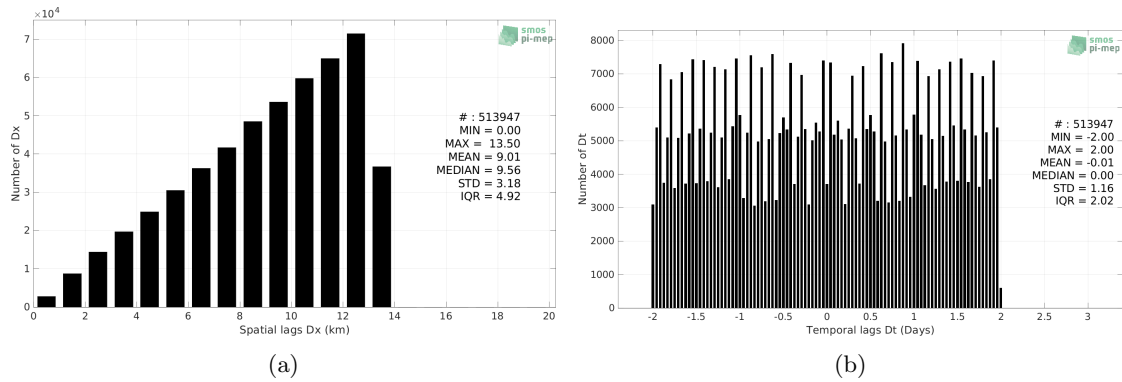 ×10⁴
7
6
5
4
3
2
1
0
Number of Dx
0 2 4 6 8 10 12 14 16 18 20
Spatial lags Dx (km)
smos
pi-mep
# : 513947
MIN = 0.00
MAX = 13.50
MEAN = 9.01
MEDIAN = 9.56
STD = 3.18
IQR = 4.92
(a)
8000
7000
6000
5000
4000
3000
2000
1000
0
Number of Dt
-2 -1.5 -1 -0.5 0 0.5 1 1.5 2 2.5 3
Temporal lags Dt (Days)
smos
pi-mep
# : 513947
MIN = -2.00
MAX = 2.00
MEAN = -0.01
MEDIAN = 0.00
STD = 1.16
IQR = 2.02
(b)